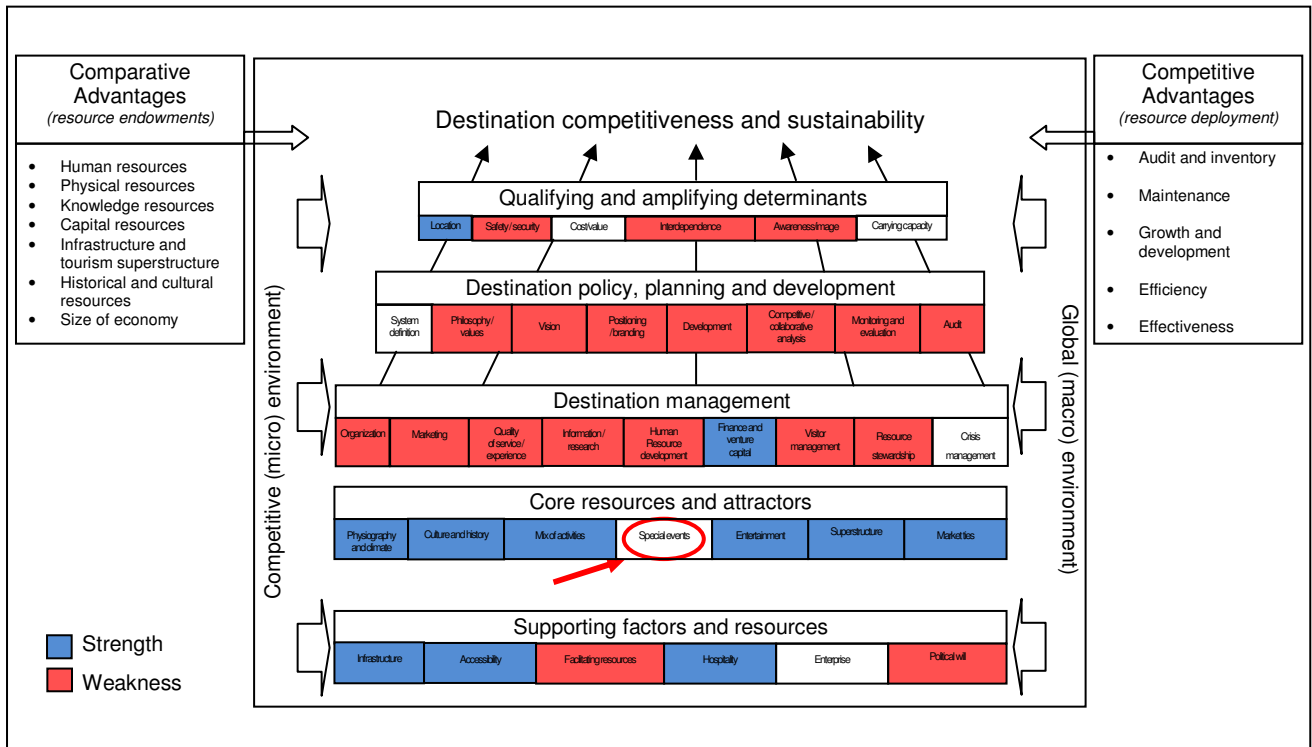 Comparative
Advantages
(resource endowments)
• Human resources
• Physical resources
• Knowledge resources
• Capital resources
• Infrastructure and
tourism superstructure
• Historical and cultural
resources
• Size of economy
Competitive (micro) environment)
Destination competitiveness and sustainability
Qualifying and amplifying determinants
Location
Safety / security
Cost/value
Interdependence
Awareness/image
Carrying capacity
Destination policy, planning and development
System
definition
Philosophy /
values
Vision
Positioning
/branding
Development
Competitive /
collaborative
analysis
Monitoring and
evaluation
Audit
Destination management
Organization
Marketing
Quality
of service /
experience
Information /
research
Human
Resource
development
Finance and
venture
capital
Visitor
management
Resource
stewardship
Crisis
management
Core resources and attractors
Physiography
and climate
Culture and history
Mix of activities
Special events
Entertainment
Superstructure
Market ties
Supporting factors and resources
Infrastructure
Accessibility
Facilitating resources
Hospitality
Enterprise
Political will
Global (macro) environment)
Competitive
Advantages
(resource deployment)
• Audit and inventory
• Maintenance
• Growth and
development
• Efficiency
• Effectiveness
Strength
Weakness